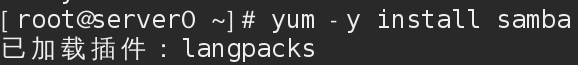 [root@server0 ~]# yum -y install samba
已加载插件：langpacks